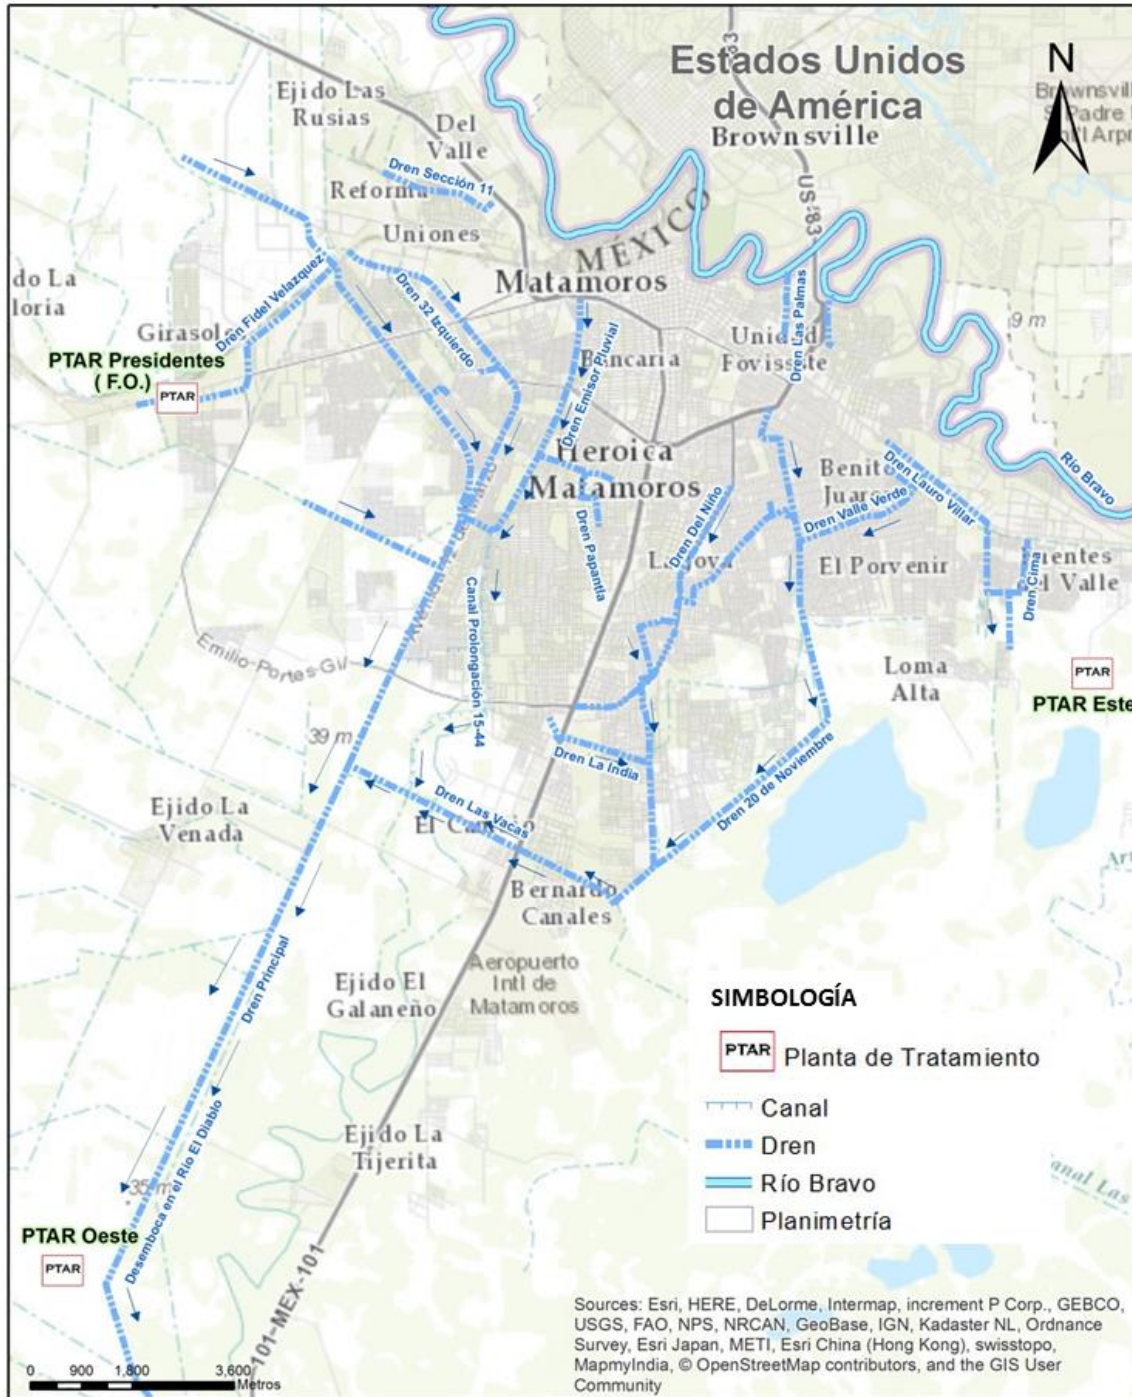 Estados Unidos
de América
N
Brownsville
México
Ejido Las
Rusias
Del
Valle
Dren Sección 11
Reforma
Uniones
Matamoros
MÉXICO
US-83
Dren Fidel Velazquez
Dren 32 Izquierdo
Girasol
PTAR Presidentes
( F.O.)
PTAR
Bancaria
Dren Emisor Pluvial
Unidad
Fovissste
Dren Las Palmas
9 m
Heroica
Matamoros
Benito
Juarez
Dren Lauro Villar
Río Bravo
Dren Valle Verde
Dren Del Niño
Dren Papantla
El Porvenir
Dren Cima
Canal Prolongación 15-44
Emilio-Portes-Gil
Loma
Alta
PTAR
PTAR Este
39 m
Dren La India
Dren 20 de Noviembre
Ejido La
Venada
Dren Las Vacas
Bernardo
Canales
Dren Principal
Ejido El
Galaneño
Aeropuerto
Intl de
Matamoros
SIMBOLOGÍA
PTAR Planta de Tratamiento
Canal
Dren
Río Bravo
Planimetría
Ejido La
Tijerita
Desemboca en el Río El Diablo
35 m
PTAR Oeste
PTAR
101-MEX-101
0 900 1,800 3,600
Metros
Sources: Esri, HERE, DeLorme, Intermap, increment P Corp., GEBCO,
USGS, FAO, NPS, NRCAN, GeoBase, IGN, Kadaster NL, Ordnance
Survey, Esri Japan, METI, Esri China (Hong Kong), swisstopo,
MapmyIndia, © OpenStreetMap contributors, and the GIS User
Community